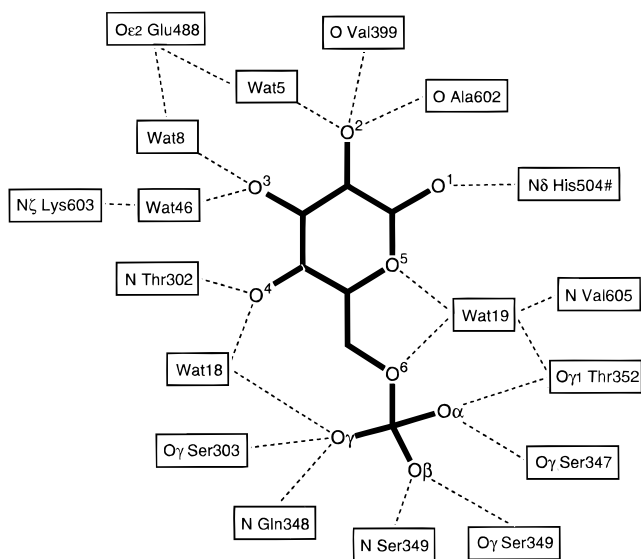 Oε2 Glu488
O Val399
Wat5
O Ala602
O2
Wat8
O3
O1
Nδ His504#
Nζ Lys603
Wat46
O5
N Thr302
O4
N Val605
Wat19
Wat18
O6
Oγ1 Thr352
Oα
Oγ
Oγ Ser303
Oγ Ser347
Oβ
N Gln348
N Ser349
Oγ Ser349